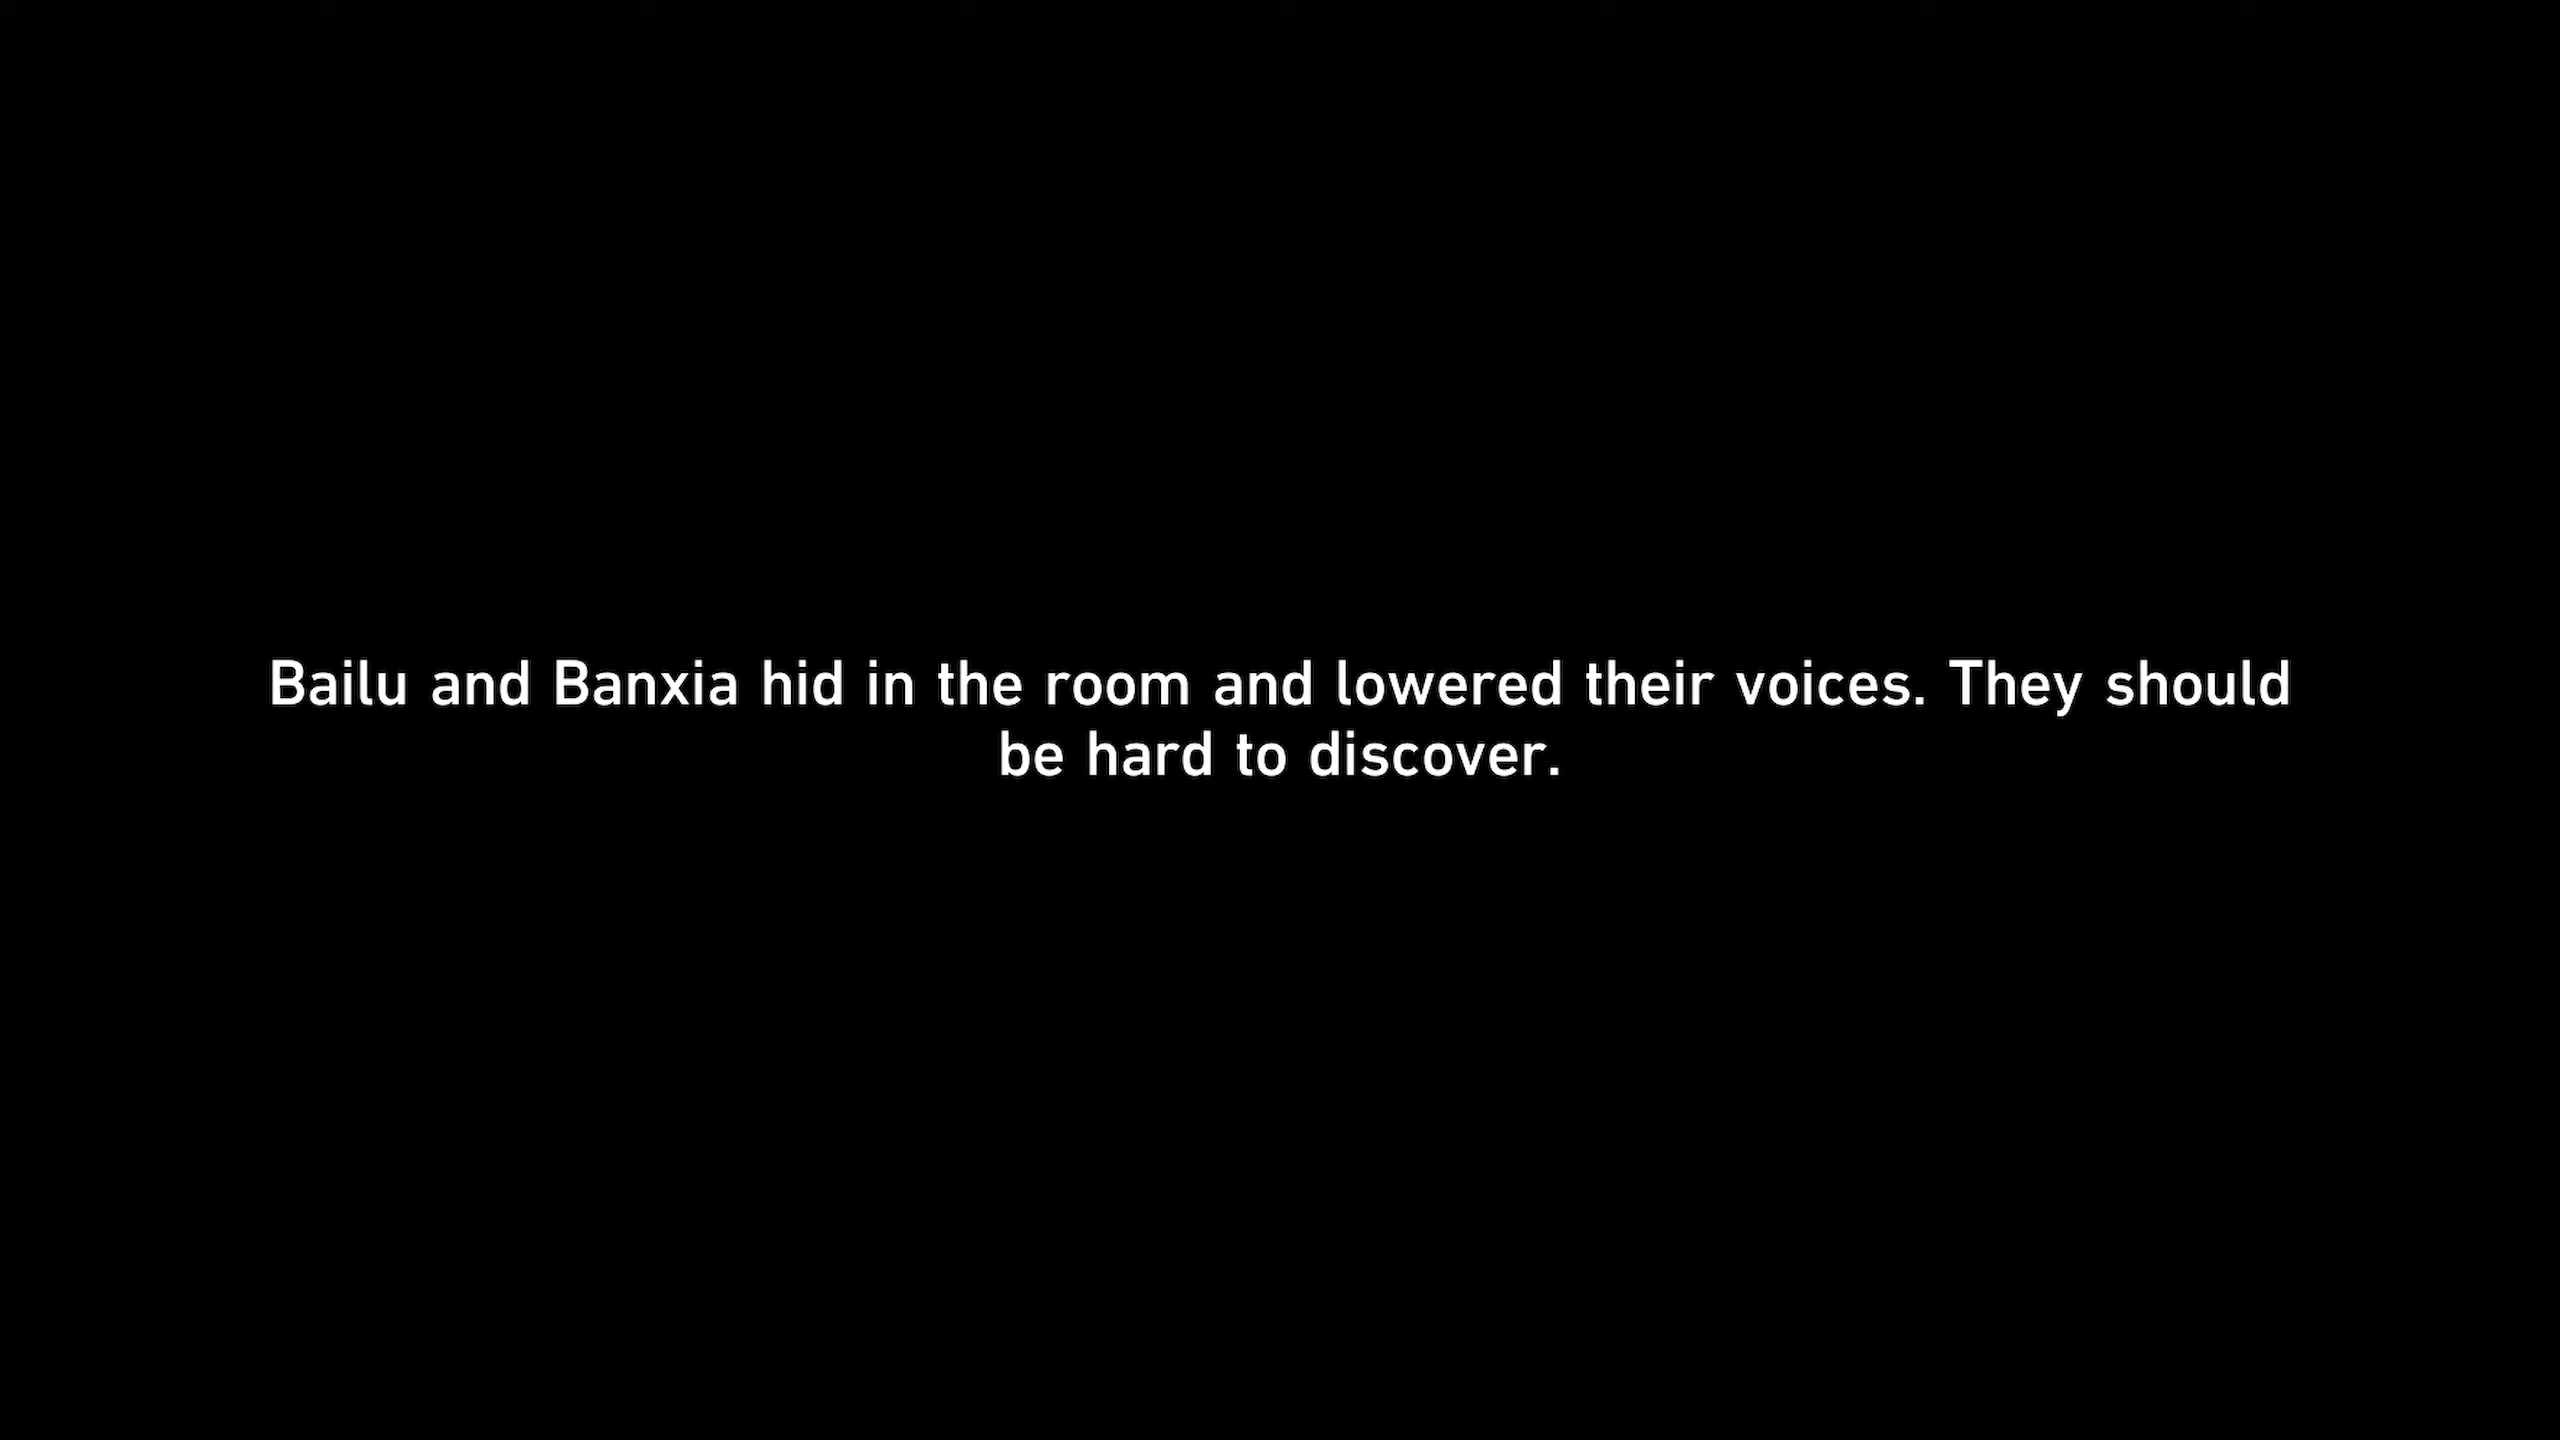 Bailu and Banxia hid in the room and lowered their voices. They should
be hard to discover.